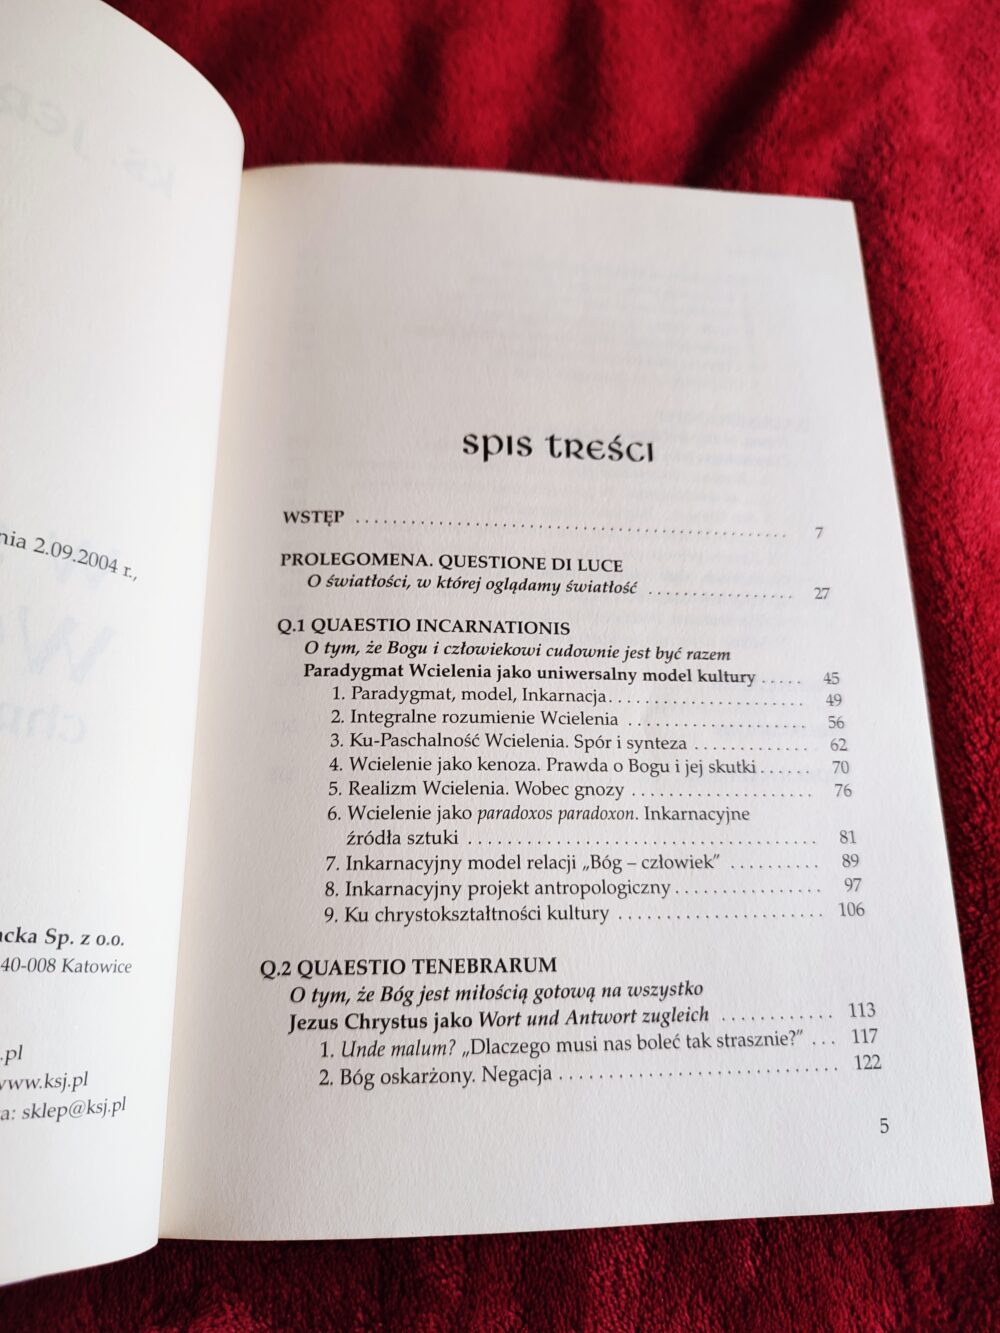 nia 2.09.2004 r.,
acka Sp. z o.o.
40-008 Katowice
.pl
www.ksj.pl
a: sklep@ksj.pl
spis treści
WSTĘP . . . . . . . . . . . . . . . . . . . . . . . . . . . . . . . . . . . . . . 7
PROLEGOMENA. QUESTIONE DI LUCE
O światłości, w której oglądamy światłość . . . . . . . . . . . . . . . . . 27
Q.1 QUAESTIO INCARNATIONIS
O tym, że Bogu i człowiekowi cudownie jest być razem
Paradygmat Wcielenia jako uniwersalny model kultury . . . . . 45
1. Paradygmat, model, Inkarnacja . . . . . . . . . . . . . . . . . . . . . . 49
2. Integralne rozumienie Wcielenia . . . . . . . . . . . . . . . . . . . . 56
3. Ku-Paschalność Wcielenia. Spór i synteza . . . . . . . . . . . . . 62
4. Wcielenie jako kenoza. Prawda o Bogu i jej skutki . . . . . . 70
5. Realizm Wcielenia. Wobec gnozy . . . . . . . . . . . . . . . . . . . . 76
6. Wcielenie jako paradoxos paradoxon. Inkarnacyjne
źródła sztuki . . . . . . . . . . . . . . . . . . . . . . . . . . . . . . . . . . . . . . 81
7. Inkarnacyjny model relacji „Bóg – człowiek” . . . . . . . . . . 89
8. Inkarnacyjny projekt antropologiczny . . . . . . . . . . . . . . . . 97
9. Ku chrystokształtności kultury . . . . . . . . . . . . . . . . . . . . . . 106
Q.2 QUAESTIO TENEBRARUM
O tym, że Bóg jest miłością gotową na wszystko
Jezus Chrystus jako Wort und Antwort zugleich . . . . . . . . . . . . 113
1. Unde malum? „Dlaczego musi nas boleć tak strasznie?” . . . 117
2. Bóg oskarżony. Negacja . . . . . . . . . . . . . . . . . . . . . . . . . . . . . 122
5